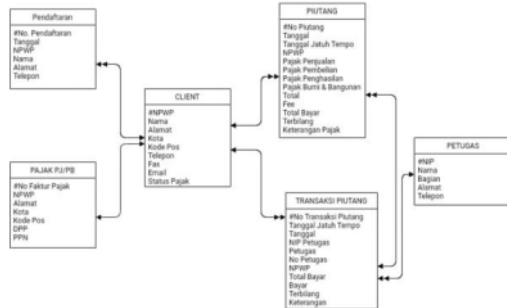 Pendaftaran
#No. Pendaftaran
Tanggal
NPWP
Nama
Alamat
Telepon
PIUTANG
#No Piutang
Tanggal
Tanggal Jatuh Tempo
NPWP
Pajak Penjualan
Pajak Pembelian
Pajak Penghasilan
Pajak Bumi & Bangunan
Total
Fee
Total Bayar
Terbilang
Keterangan Pajak
CLIENT
#NPWP
Nama
Alamat
Kota
Kode Pos
Telepon
Fax
Email
Status Pajak
PETUGAS
#NIP
Nama
Bagian
Alamat
Telepon
PAJAK PJ/PB
#No Faktur Pajak
NPWP
Alamat
Kota
Kode Pos
DPP
PPN
TRANSAKSI PIUTANG
#No Transaksi Piutang
Tanggal Jatuh Tempo
Tanggal
NIP Petugas
Petugas
No Petugas
NPWP
Total Bayar
Bayar
Terbilang
Keterangan